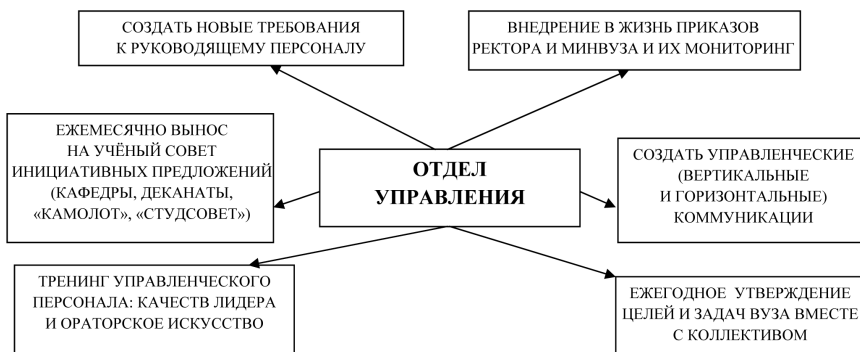 СОЗДАТЬ НОВЫЕ ТРЕБОВАНИЯ
К РУКОВОДЯЩЕМУ ПЕРСОНАЛУ
ВНЕДРЕНИЕ В ЖИЗНЬ ПРИКАЗОВ
РЕКТОРА И МИНВУЗА И ИХ МОНИТОРИНГ
ЕЖЕМЕСЯЧНО ВЫНОС
НА УЧЁНЫЙ СОВЕТ
ИНИЦИАТИВНЫХ ПРЕДЛОЖЕНИЙ
(КАФЕДРЫ, ДЕКАНАТЫ,
«КАМОЛОТ», «СТУДСОВЕТ»)
ОТДЕЛ
УПРАВЛЕНИЯ
СОЗДАТЬ УПРАВЛЕНЧЕСКИЕ
(ВЕРТИКАЛЬНЫЕ
И ГОРИЗОНТАЛЬНЫЕ)
КОММУНИКАЦИИ
ТРЕНИНГ УПРАВЛЕНЧЕСКОГО
ПЕРСОНАЛА: КАЧЕСТВ ЛИДЕРА
И ОРАТОРСКОЕ ИСКУССТВО
ЕЖЕГОДНОЕ УТВЕРЖДЕНИЕ
ЦЕЛЕЙ И ЗАДАЧ ВУЗА ВМЕСТЕ
С КОЛЛЕКТИВОМ